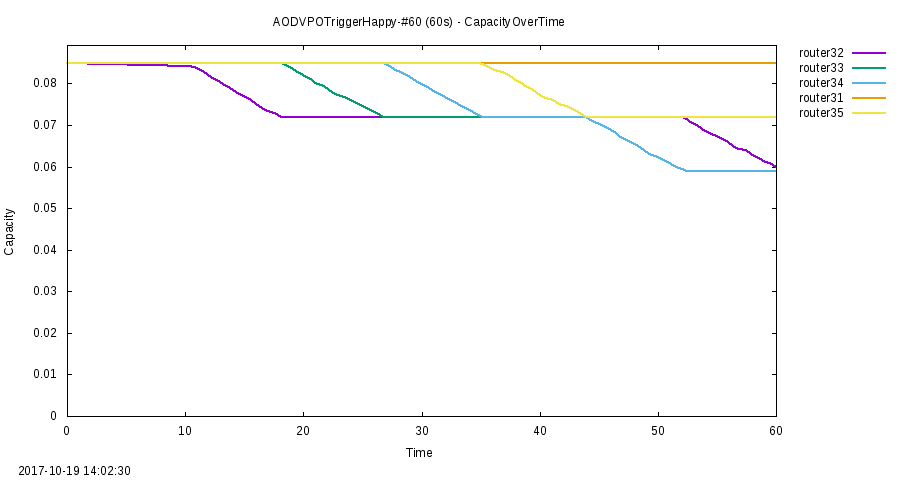 AODVPOTriggerHappy-#60 (60s) - CapacityOverTime
router32
router33
router34
router31
router35
0.08
0.07
0.06
0.05
0.04
0.03
0.02
0.01
0
Capacity
0 10 20 30 40 50 60
Time
2017-10-19 14:02:30